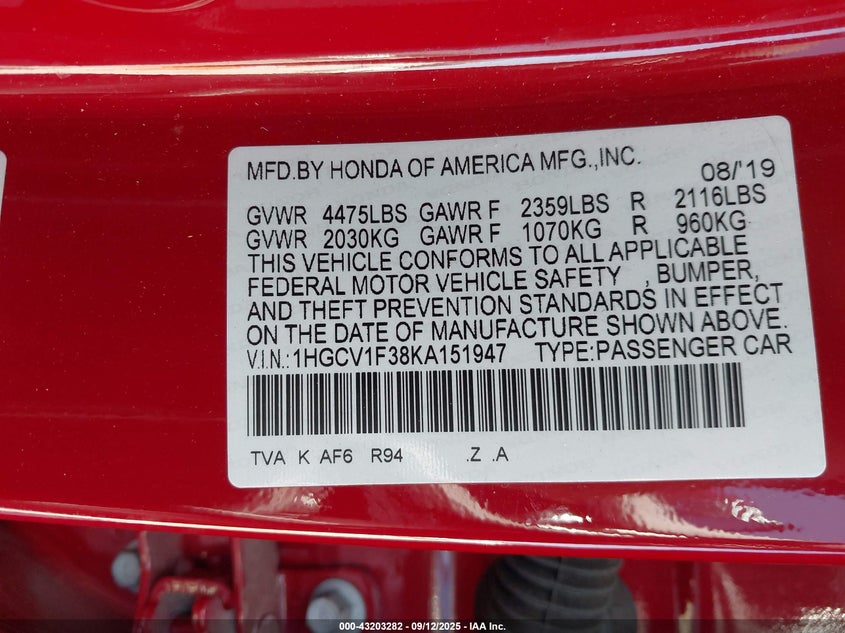 MFD.BY HONDA OF AMERICA MFG.,INC. 08/'19
GVWR 4475LBS GAWR F 2359LBS R 2116LBS
GVWR 2030KG GAWR F 1070KG R 960KG
THIS VEHICLE CONFORMS TO ALL APPLICABLE
FEDERAL MOTOR VEHICLE SAFETY , BUMPER,
AND THEFT PREVENTION STANDARDS IN EFFECT
ON THE DATE OF MANUFACTURE SHOWN ABOVE.
V.I.N.:1HGCV1F38KA151947 TYPE:PASSENGER CAR
TVA K AF6 R94 .Z .A
000-43203282 - 09/12/2025 - IAA Inc.